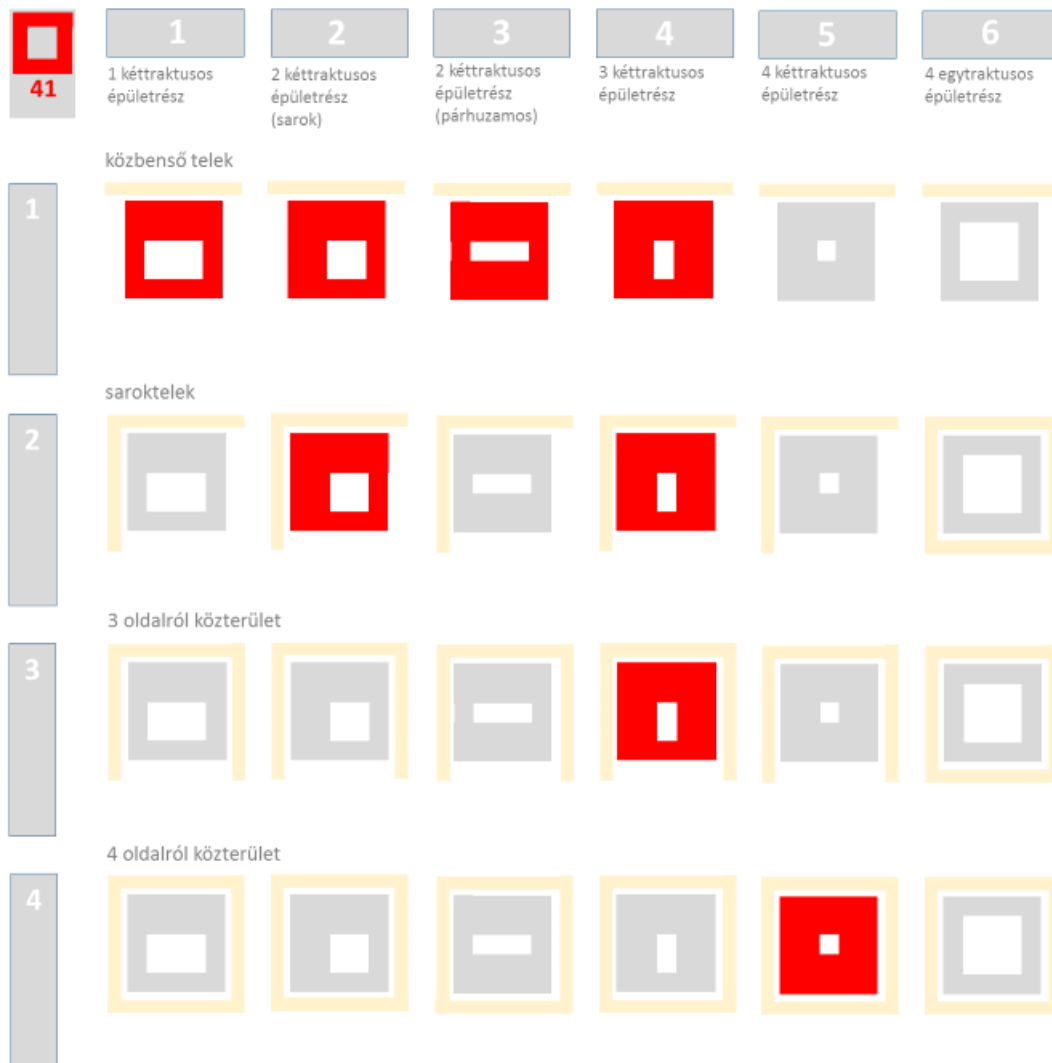 41
1
2
3
4
5
6
1 kéttraktusos
épületrész
2 kéttraktusos
épületrész
(sarok)
2 kéttraktusos
épületrész
(párhuzamos)
3 kéttraktusos
épületrész
4 kéttraktusos
épületrész
4 egytraktusos
épületrész
közbenső telek
1
saroktelek
2
3 oldalról közterület
3
4 oldalról közterület
4